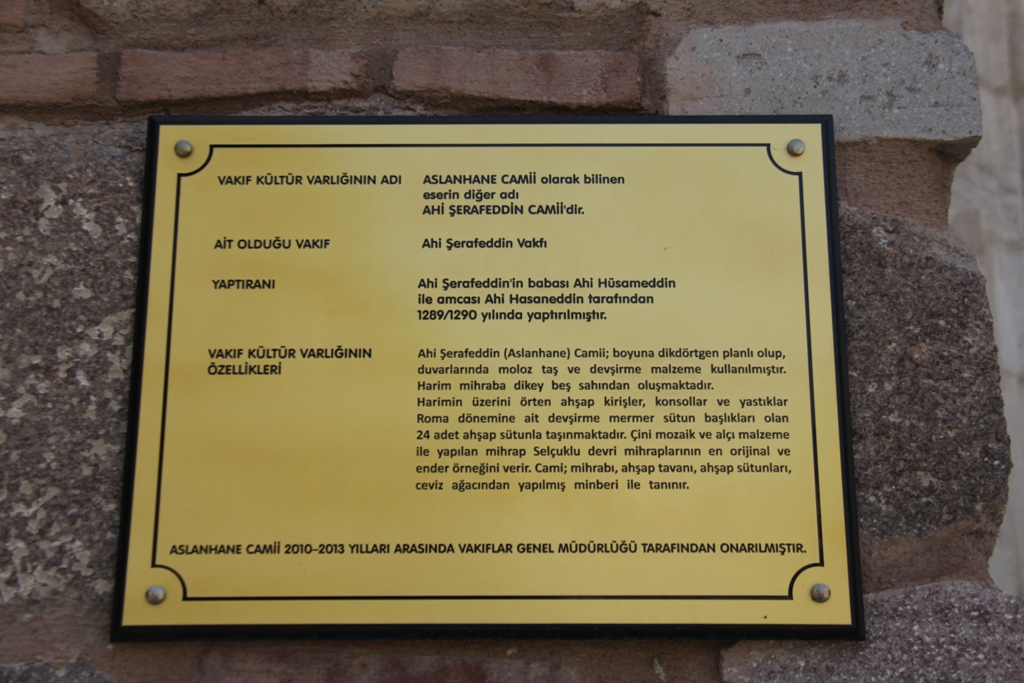 VAKIF KÜLTÜR VARLIĞININ ADI ASLANHANE CAMİİ olarak bilinen
eserin diğer adı
AHİ ŞERAFEDDİN CAMİİ'dir.
AİT OLDUĞU VAKIF Ahi Şerafeddin Vakfı
YAPTIRANI Ahi Şerafeddin'in babası Ahi Hüsameddin
ile amcası Ahi Hasaneddin tarafından
1289/1290 yılında yaptırılmıştır.
VAKIF KÜLTÜR VARLIĞININ
ÖZELLİKLERİ
Ahi Şerafeddin (Aslanhane) Camii; boyuna dikdörtgen planlı olup,
duvarlarında moloz taş ve devşirme malzeme kullanılmıştır.
Harim mihraba dikey beş sahından oluşmaktadır.
Harimin üzerini örten ahşap kirişler, konsollar ve yastıklar
Roma dönemine ait devşirme mermer sütun başlıkları olan
24 adet ahşap sütunla taşınmaktadır. Çini mozaik ve alçı malzeme
ile yapılan mihrap Selçuklu devri mihraplarının en orijinal ve
ender örneğini verir. Cami; mihrabı, ahşap tavanı, ahşap sütunları,
ceviz ağacından yapılmış minberi ile tanınır.
ASLANHANE CAMİİ 2010–2013 YILLARI ARASINDA VAKIFLAR GENEL MÜDÜRLÜĞÜ TARAFINDAN ONARILMIŞTIR.